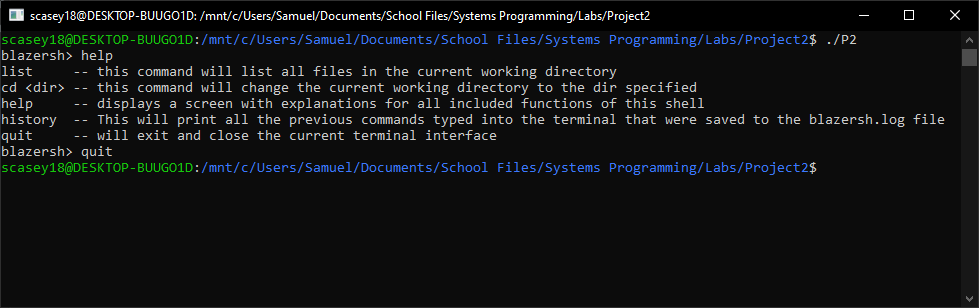 scasey18@DESKTOP-BUUGO1D: /mnt/c/Users/Samuel/Documents/School Files/Systems Programming/Labs/Project2
scasey18@DESKTOP-BUUGO1D:/mnt/c/Users/Samuel/Documents/School Files/Systems Programming/Labs/Project2$ ./P2
blazersh> help
list     -- this command will list all files in the current working directory
cd <dir> -- this command will change the current working directory to the dir specified
help     -- displays a screen with explanations for all included functions of this shell
history  -- This will print all the previous commands typed into the terminal that were saved to the blazersh.log file
quit     -- will exit and close the current terminal interface
blazersh> quit
scasey18@DESKTOP-BUUGO1D:/mnt/c/Users/Samuel/Documents/School Files/Systems Programming/Labs/Project2$